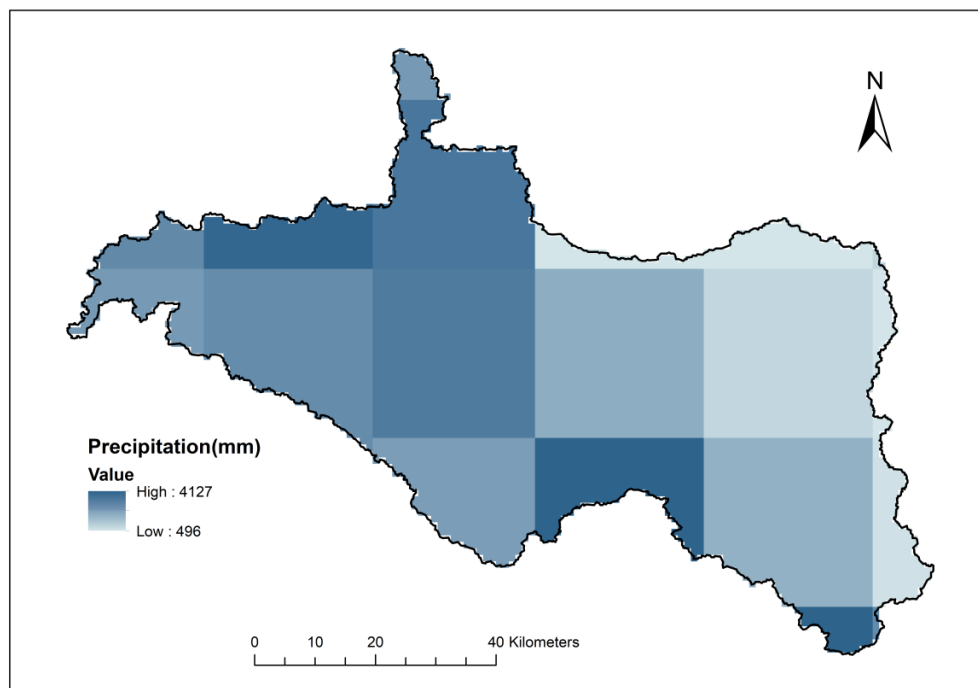 N
Precipitation(mm)
Value
High : 4127
Low : 496
0 10 20 40 Kilometers